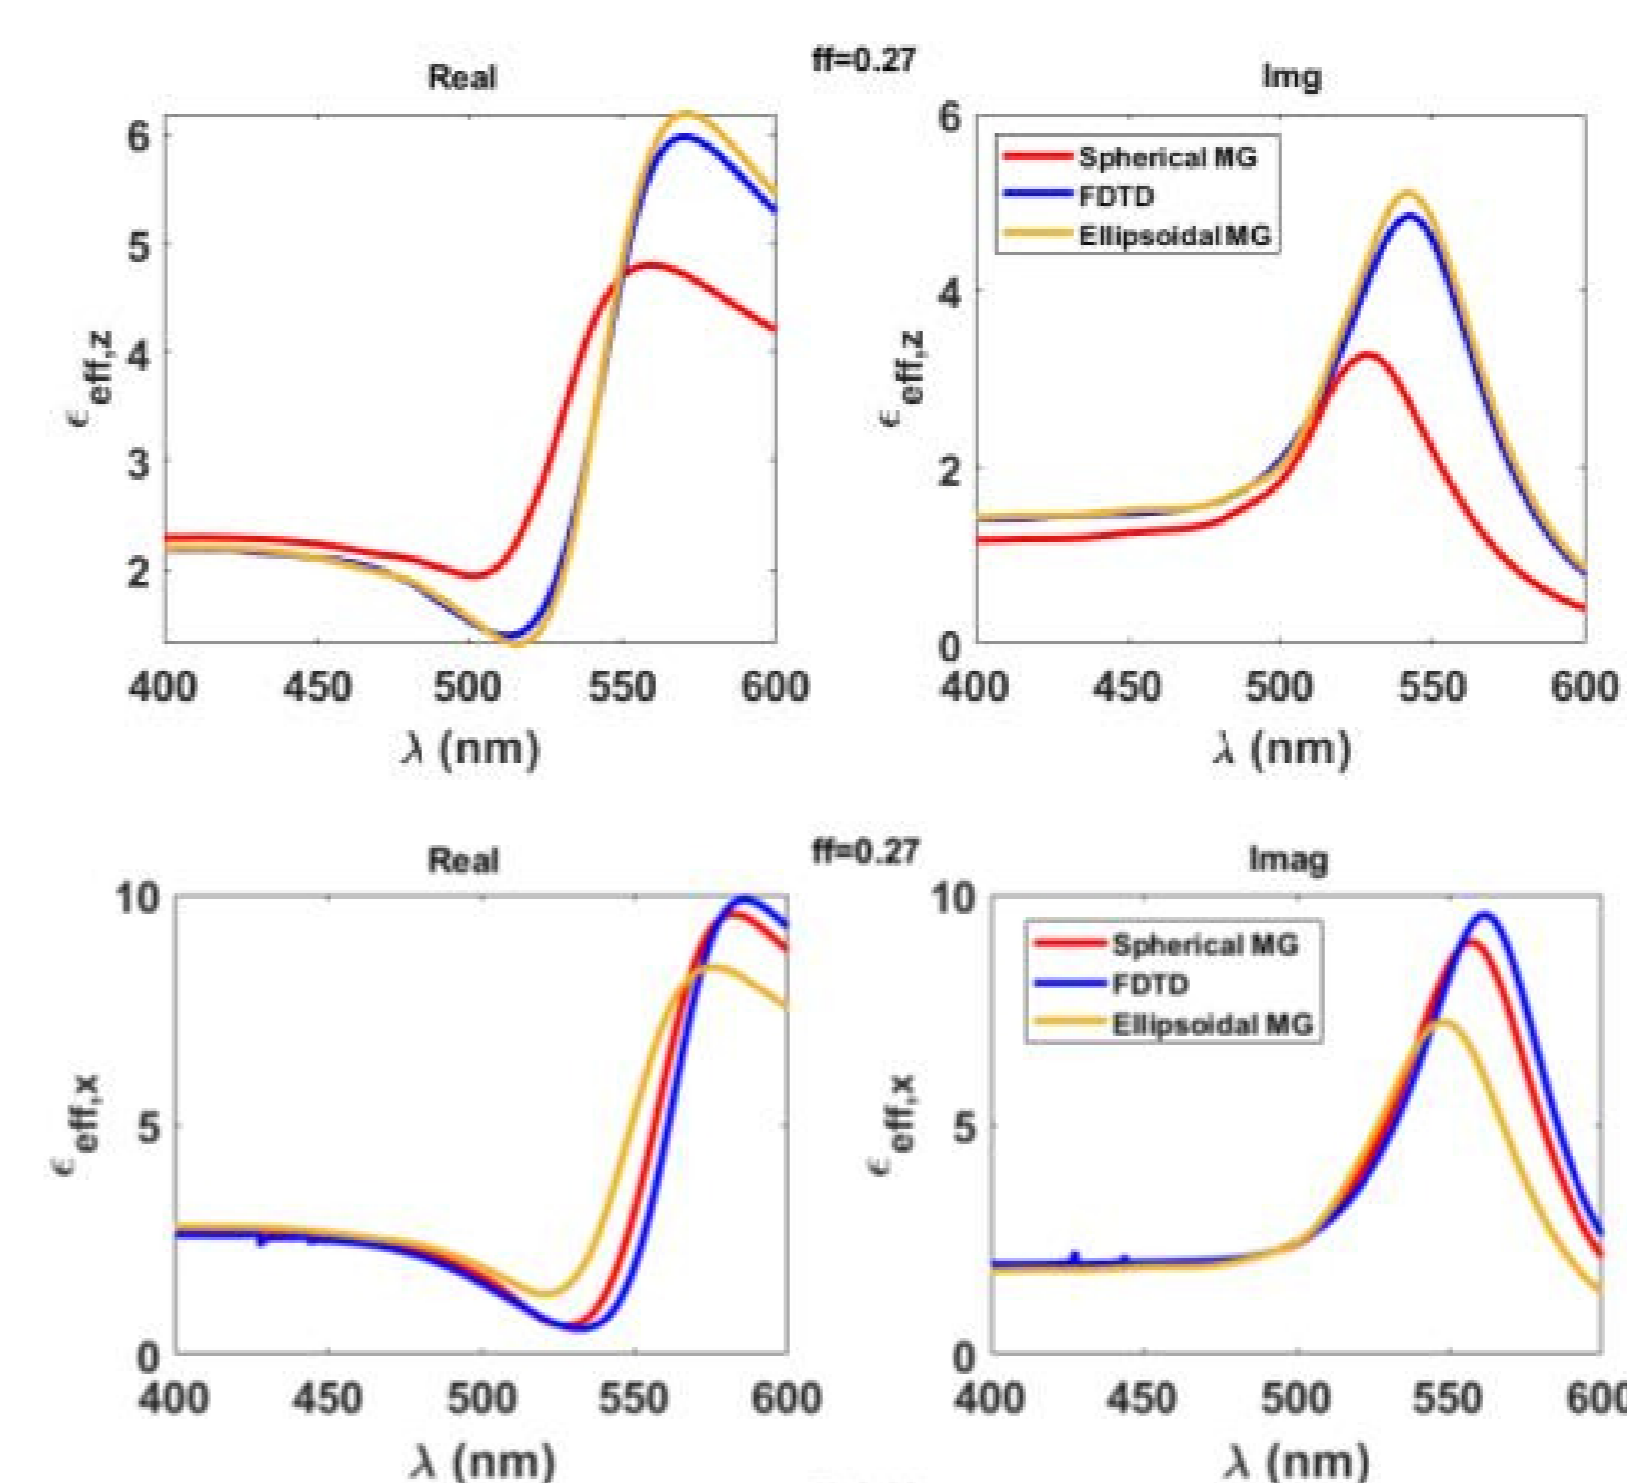 ff=0.27
Real
Img
6
5
4
3
2
ϵ eff,z
400 450 500 550 600
λ (nm)
6
4
2
0
ϵ eff,z
Spherical MG
FDTD
Ellipsoidal MG
400 450 500 550 600
λ (nm)
ff=0.27
Real
Imag
10
5
0
ϵ eff,x
400 450 500 550 600
λ (nm)
10
5
0
ϵ eff,x
Spherical MG
FDTD
Ellipsoidal MG
400 450 500 550 600
λ (nm)